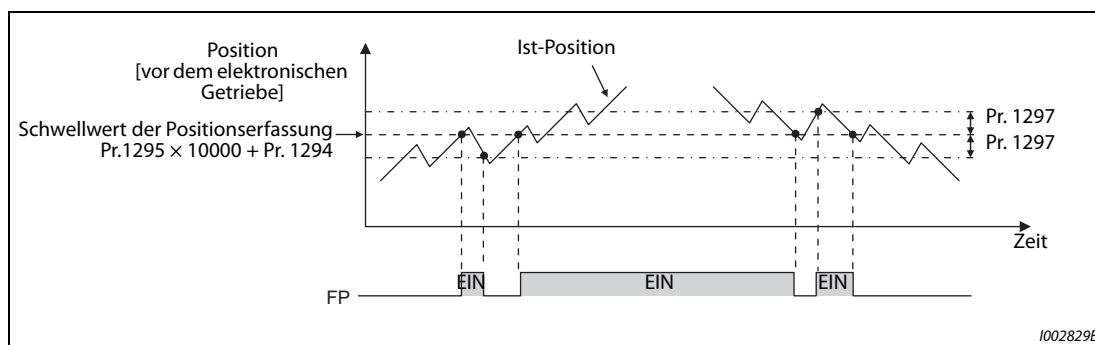 Position
[vor dem elektronischen
Getriebe]
Ist-Position
Schwellwert der Positionserfassung
Pr.1295 × 10000 + Pr. 1294
Pr. 1297
Pr. 1297
Zeit
FP
EIN
EIN
EIN
I002829E